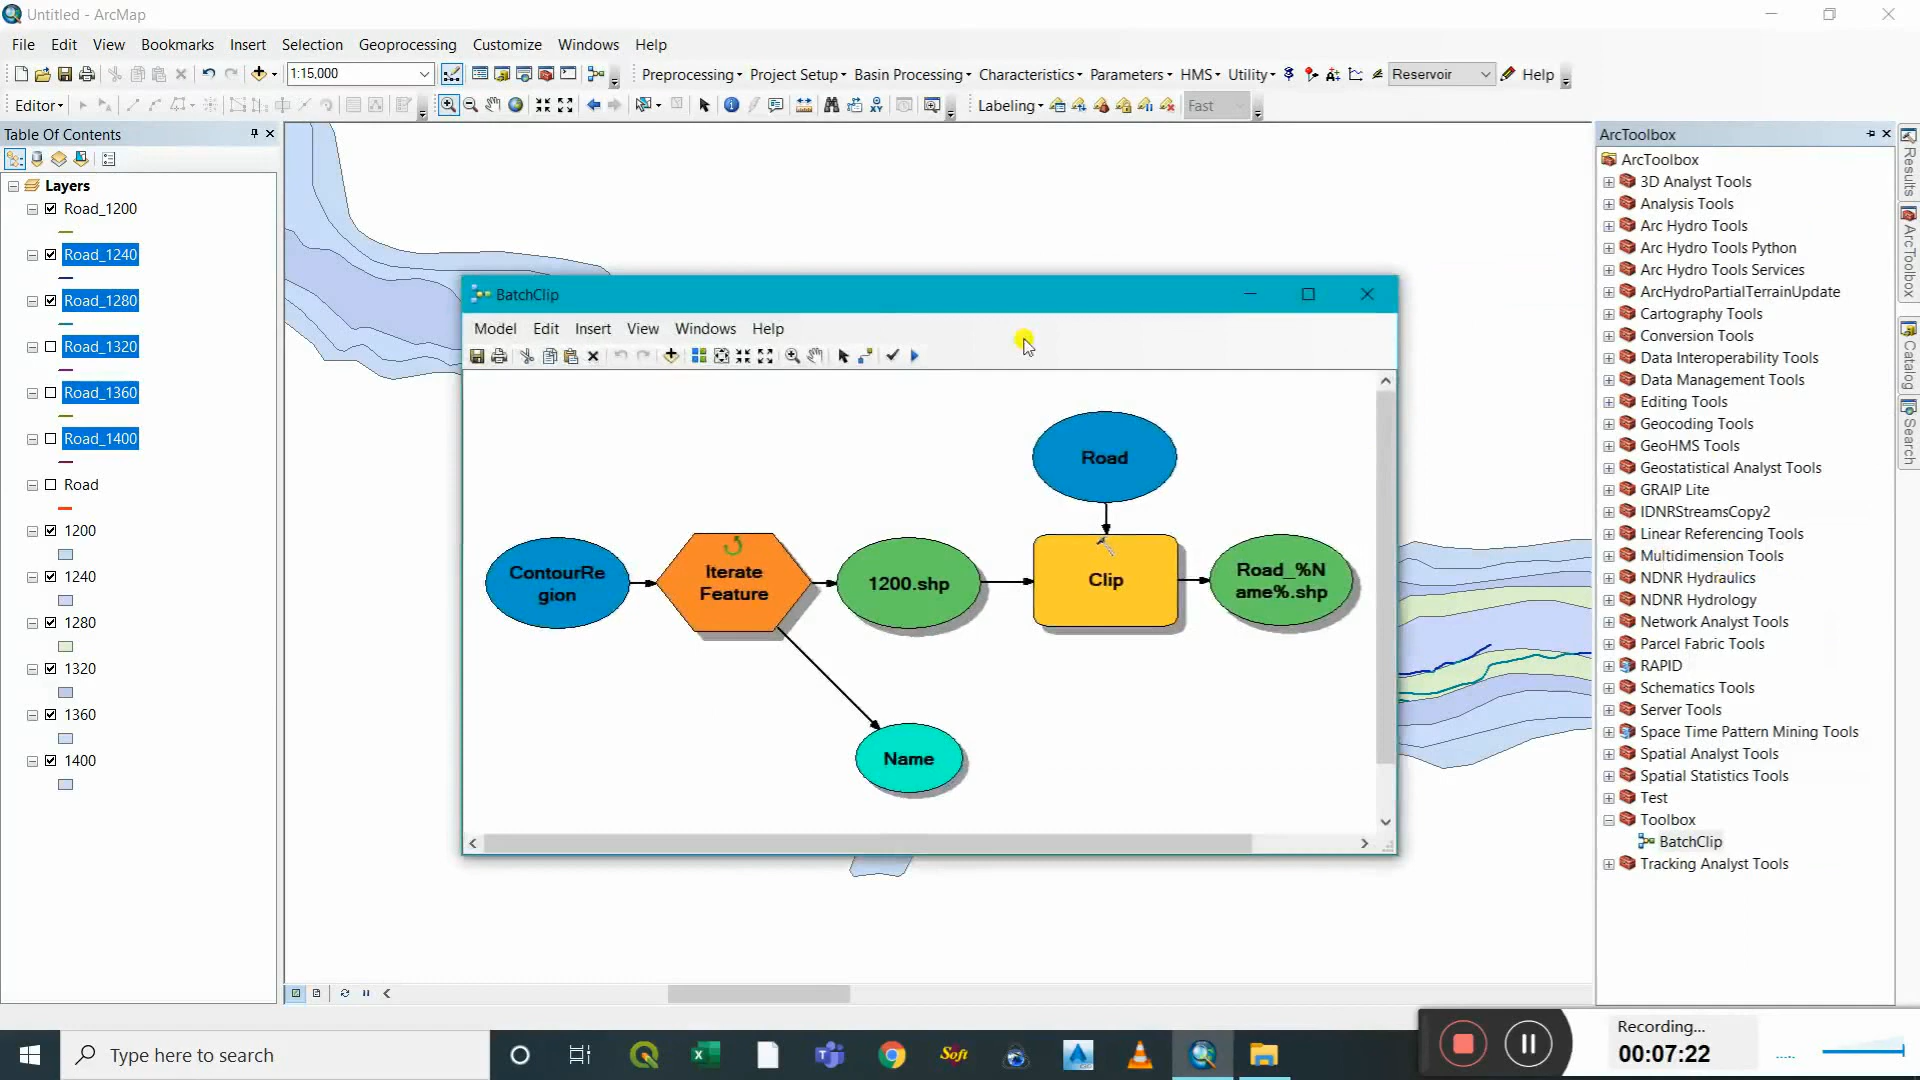 Untitled - ArcMap
File Edit View Bookmarks Insert Selection Geoprocessing Customize Windows Help
1:15,000 Preprocessing Project Setup Basin Processing Characteristics Parameters HMS Utility Reservoir Help
Editor Labeling Fast
Table Of Contents
Layers
Road_1200
Road_1240
Road_1280
Road_1320
Road_1360
Road_1400
Road
1200
1240
1280
1320
1360
1400
BatchClip
Model Edit Insert View Windows Help
Road
ContourRe
gion
Iterate
Feature
1200.shp
Clip
Road_%N
ame%.shp
Name
ArcToolbox
ArcToolbox
3D Analyst Tools
Analysis Tools
Arc Hydro Tools
Arc Hydro Tools Python
Arc Hydro Tools Services
ArcHydroPartialTerrainUpdate
Cartography Tools
Conversion Tools
Data Interoperability Tools
Data Management Tools
Editing Tools
Geocoding Tools
GeoHMS Tools
Geostatistical Analyst Tools
GRAIP Lite
IDNRStreamsCopy2
Linear Referencing Tools
Multidimension Tools
NDNR Hydraulics
NDNR Hydrology
Network Analyst Tools
Parcel Fabric Tools
RAPID
Schematics Tools
Server Tools
Space Time Pattern Mining Tools
Spatial Analyst Tools
Spatial Statistics Tools
Test
Toolbox
BatchClip
Tracking Analyst Tools
Results
ArcToolbox
Catalog
Search
Type here to search
Soft
Recording...
00:07:22